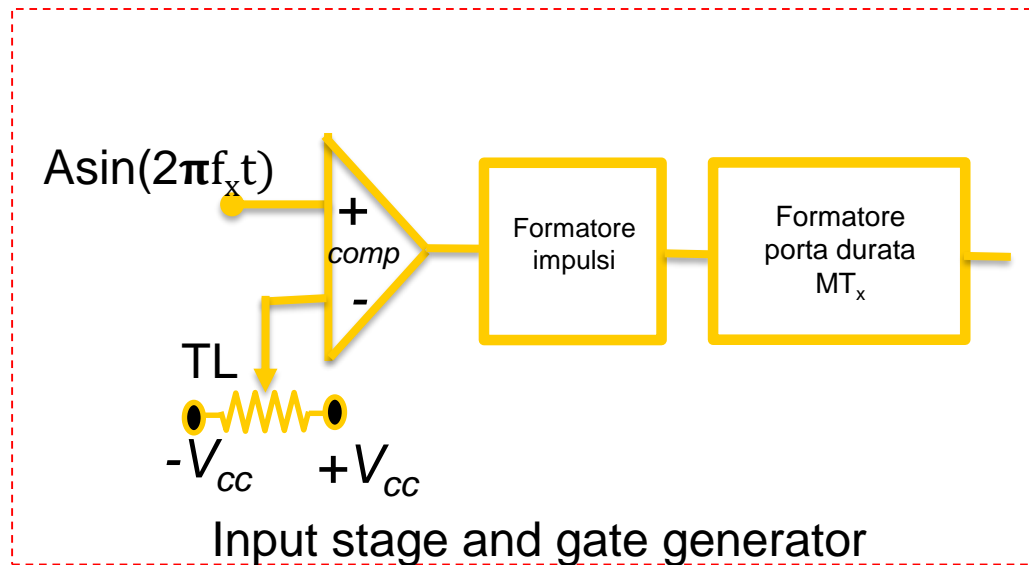 Asin(2πfₓt)
+
comp
-
Formatore
impulsi
Formatore
porta durata
MTₓ
TL
-Vcc
+Vcc
Input stage and gate generator